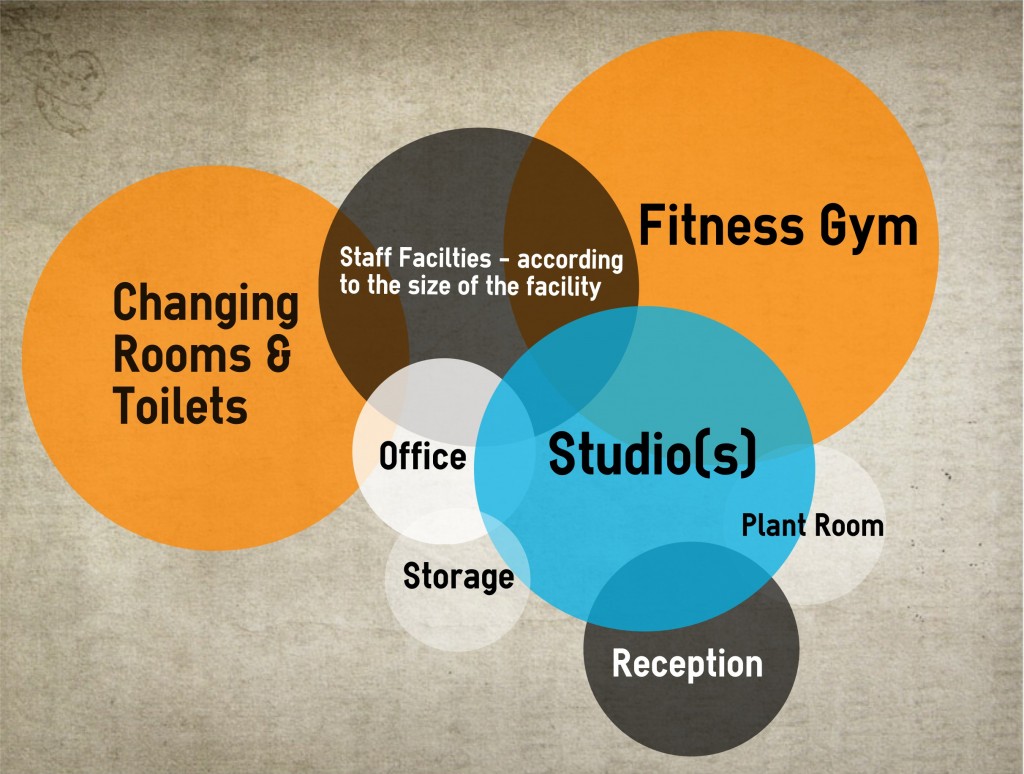 Fitness Gym
Staff Facilties - according
to the size of the facility
Changing
Rooms &
Toilets
Office
Studio(s)
Plant Room
Storage
Reception